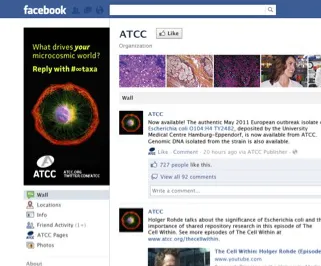 facebook
What drives your
microcosmic world?
Reply with #∞taxa
ATCC
ATCC.ORG
TWITTER.COM/ATCC
Wall
Locations
Info
Friend Activity (1+)
ATCC Pages
Photos
About
ATCC
Like
Organization
Wall
ATCC
Now available! The authentic May 2011 European outbreak isolate o
Escherichia coli O104:H4 TY2482, deposited by the University
Medical Centre Hamburg-Eppendorf, is now available from ATCC.
Genomic DNA isolated from the strain is also available.
Like · Comment · 20 hours ago via ATCC Publisher ·
727 people like this.
View all 92 comments
Write a comment...
ATCC
Holger Rohde talks about the significance of Escherichia coli and th
importance of shared repository research in this episode of The
Cell Within. See more episodes of The Cell Within at
www.atcc.org/thecellwithin.
The Cell Within: Holger Rohde (Episode
www.youtube.com